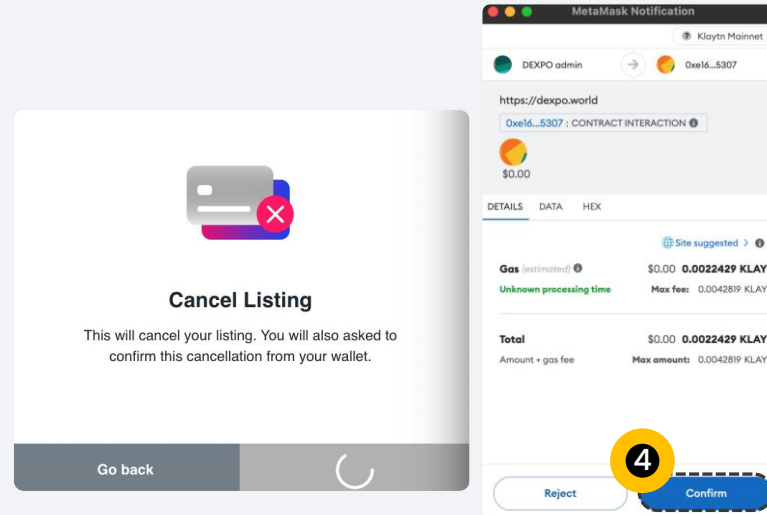 Cancel Listing
This will cancel your listing. You will also asked to
confirm this cancellation from your wallet.
Go back
MetaMask Notification
? Klaytn Mainnet
DEXPO admin
0xe16...5307
https://dexpo.world
0xe16...5307 : CONTRACT INTERACTION
$0.00
DETAILS DATA HEX
Site suggested >
Gas (estimated) $0.00 0.0022429 KLAY
Unknown processing time Max fee: 0.0042819 KLAY
Total $0.00 0.0022429 KLAY
Amount + gas fee Max amount: 0.0042819 KLAY
4
Reject Confirm